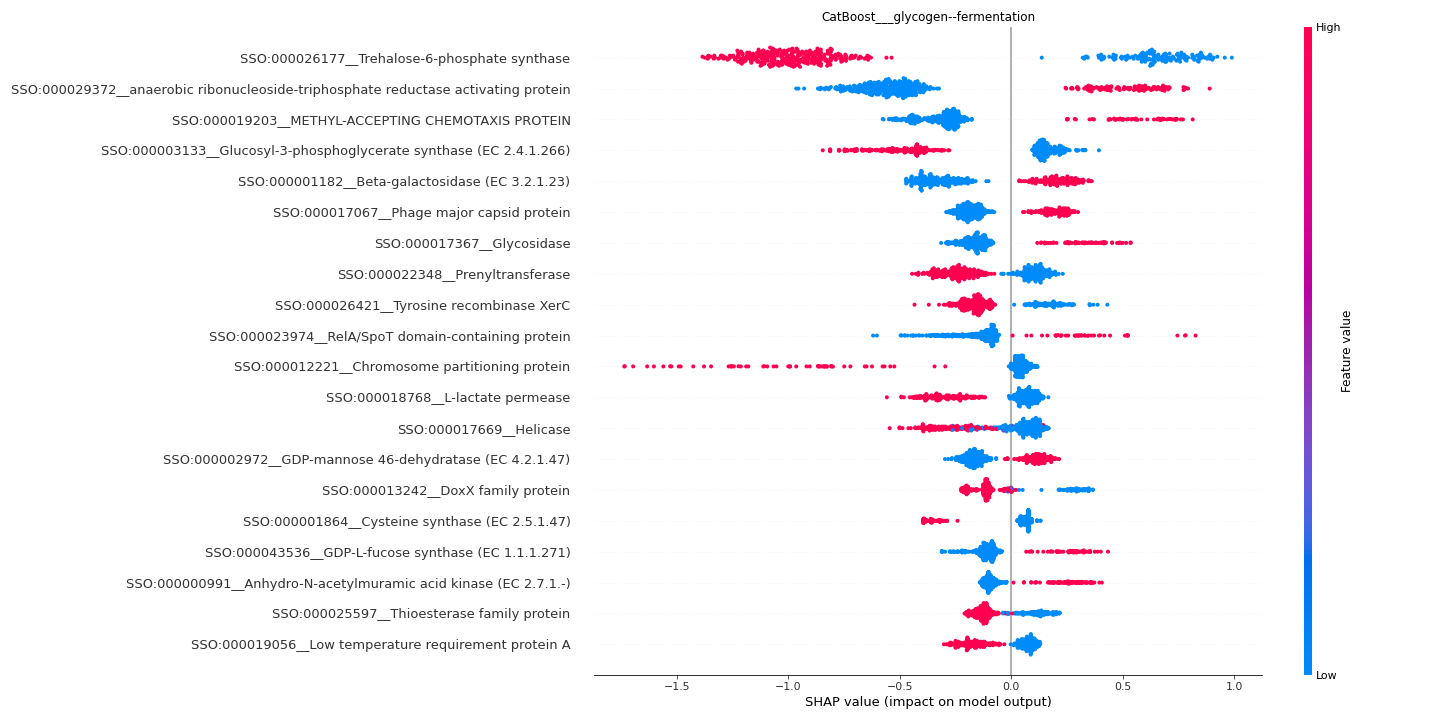 CatBoost___glycogen--fermentation
High
SSO:000026177__Trehalose-6-phosphate synthase
SSO:000029372__anaerobic ribonucleoside-triphosphate reductase activating protein
SSO:000019203__METHYL-ACCEPTING CHEMOTAXIS PROTEIN
SSO:000003133__Glucosyl-3-phosphoglycerate synthase (EC 2.4.1.266)
SSO:000001182__Beta-galactosidase (EC 3.2.1.23)
SSO:000017067__Phage major capsid protein
SSO:000017367__Glycosidase
SSO:000022348__Prenyltransferase
SSO:000026421__Tyrosine recombinase XerC
SSO:000023974__RelA/SpoT domain-containing protein
SSO:000012221__Chromosome partitioning protein
SSO:000018768__L-lactate permease
SSO:000017669__Helicase
SSO:000002972__GDP-mannose 46-dehydratase (EC 4.2.1.47)
SSO:000013242__DoxX family protein
SSO:000001864__Cysteine synthase (EC 2.5.1.47)
SSO:000043536__GDP-L-fucose synthase (EC 1.1.1.271)
SSO:000000991__Anhydro-N-acetylmuramic acid kinase (EC 2.7.1.-)
SSO:000025597__Thioesterase family protein
SSO:000019056__Low temperature requirement protein A
Feature value
Low
−1.5 −1.0 −0.5 0.0 0.5 1.0
SHAP value (impact on model output)